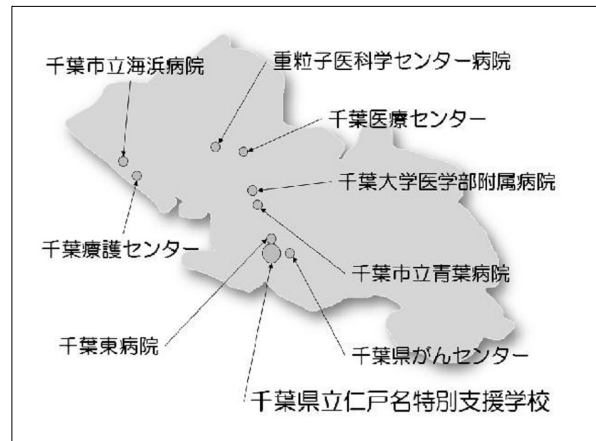 重粒子医科学センター病院
千葉市立海浜病院
千葉医療センター
千葉大学医学部附属病院
千葉療護センター
千葉市立青葉病院
千葉東病院
千葉県がんセンター
千葉県立仁戸名特別支援学校